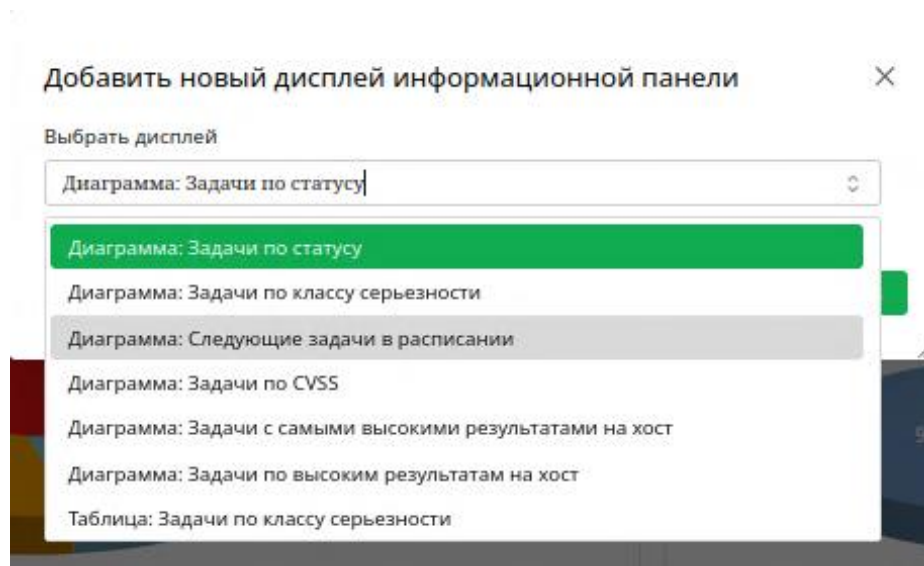 Добавить новый дисплей информационной панели
Выбрать дисплей
Диаграмма: Задачи по статусу
Диаграмма: Задачи по статусу
Диаграмма: Задачи по классу серьезности
Диаграмма: Следующие задачи в расписании
Диаграмма: Задачи по CVSS
Диаграмма: Задачи с самыми высокими результатами на хост
Диаграмма: Задачи по высоким результатам на хост
Таблица: Задачи по классу серьезности